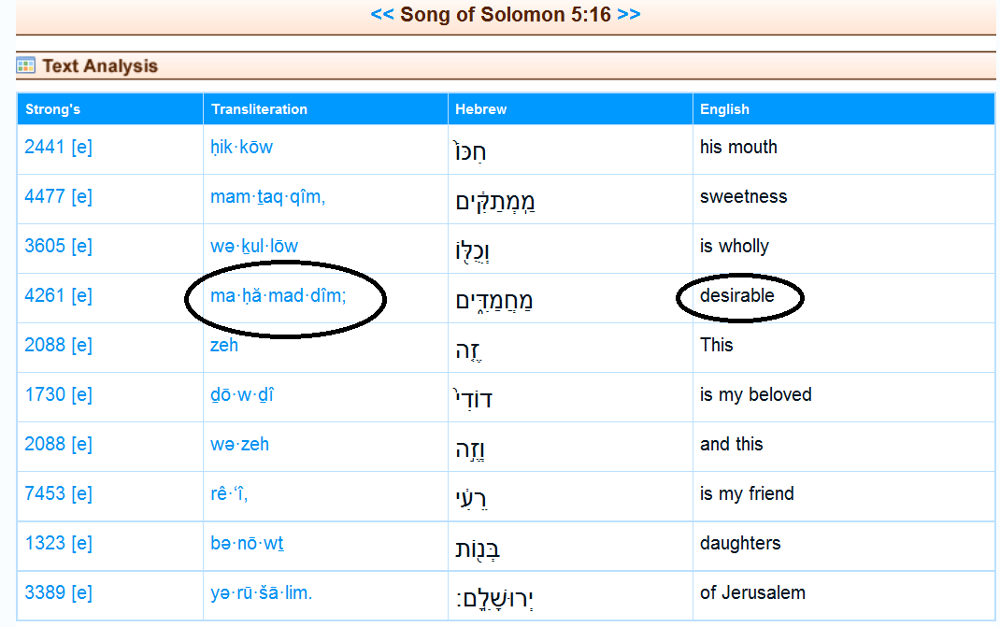 << Song of Solomon 5:16 >>
Text Analysis
Strong's Transliteration Hebrew English
2441 [e] ḥik·kōw חִכּוֹ֙ his mouth
4477 [e] mam·ṯaq·qîm, מַֽמְתַקִּ֔ים sweetness
3605 [e] wə·ḵul·lōw וְכֻלּ֖וֹ is wholly
4261 [e] ma·ḥă·mad·dîm; מַחֲמַדִּ֑ים desirable
2088 [e] zeh זֶ֤ה This
1730 [e] ḏō·w·ḏî דוֹדִי֙ is my beloved
2088 [e] wə·zeh וְזֶ֣ה and this
7453 [e] rê·‘î, רֵעִ֔י is my friend
1323 [e] bə·nō·wṯ בְּנ֖וֹת daughters
3389 [e] yə·rū·šā·lim. יְרוּשָׁלִָֽם׃ of Jerusalem